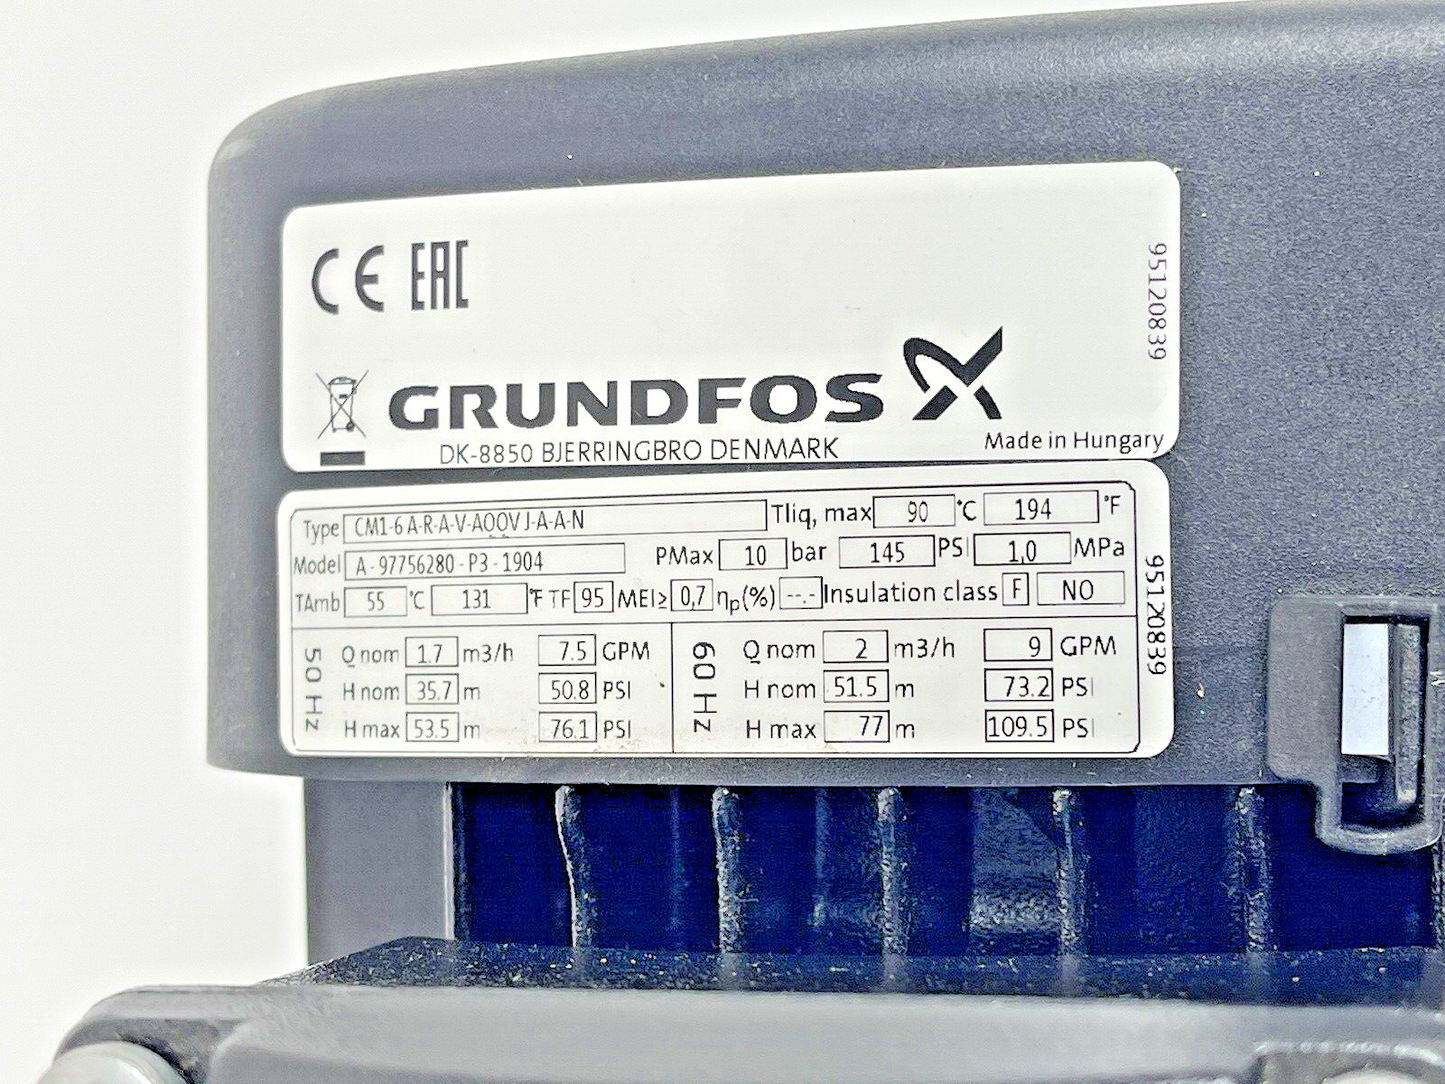 CE EAC
95120839
GRUNDFOS
DK-8850 BJERRINGBRO DENMARK
Made in Hungary
Type CM1-6 A-R-A-V-AQQV J-A-A-N Tliq, max 90 °C 194 °F
Model A - 97756280 - P3 - 1904 PMax 10 bar 145 PSI 1,0 MPa
TAmb 55 °C 131 °F TF 95 MEI≥ 0,7 ηp(%) --.- Insulation class F NO
95120839
50 Hz
Q nom 1.7 m3/h 7.5 GPM
H nom 35.7 m 50.8 PSI
H max 53.5 m 76.1 PSI
60 Hz
Q nom 2 m3/h 9 GPM
H nom 51.5 m 73.2 PSI
H max 77 m 109.5 PSI